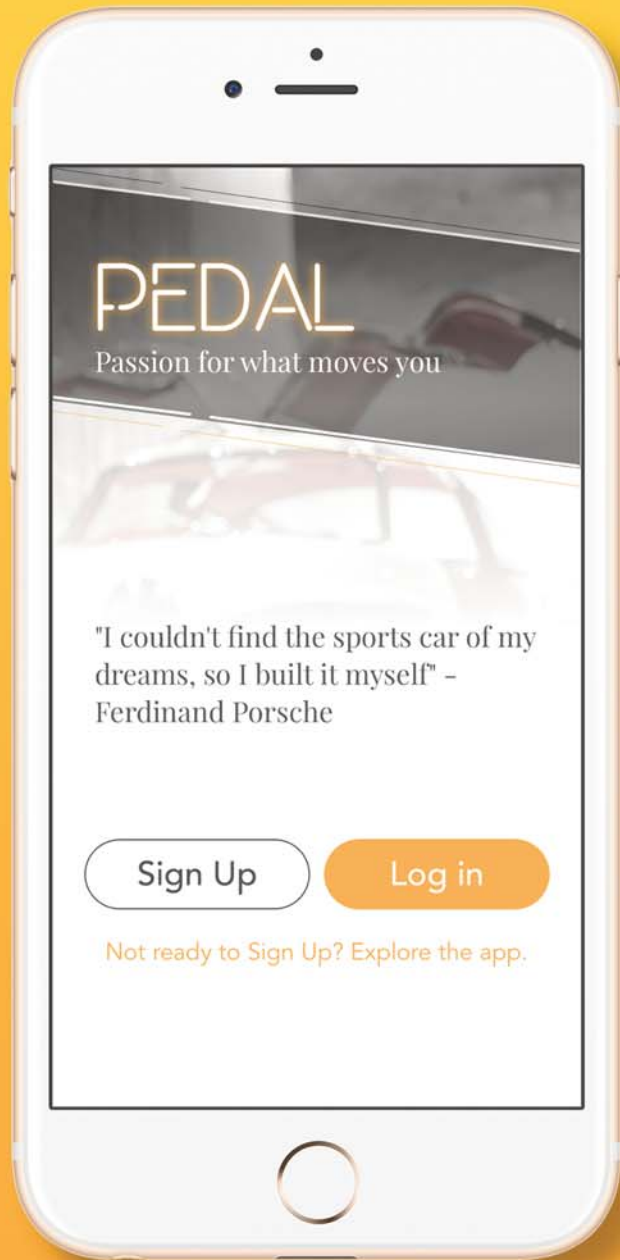 PEDAL
Passion for what moves you
"I couldn't find the sports car of my
dreams, so I built it myself" -
Ferdinand Porsche
Sign Up
Log in
Not ready to Sign Up? Explore the app.